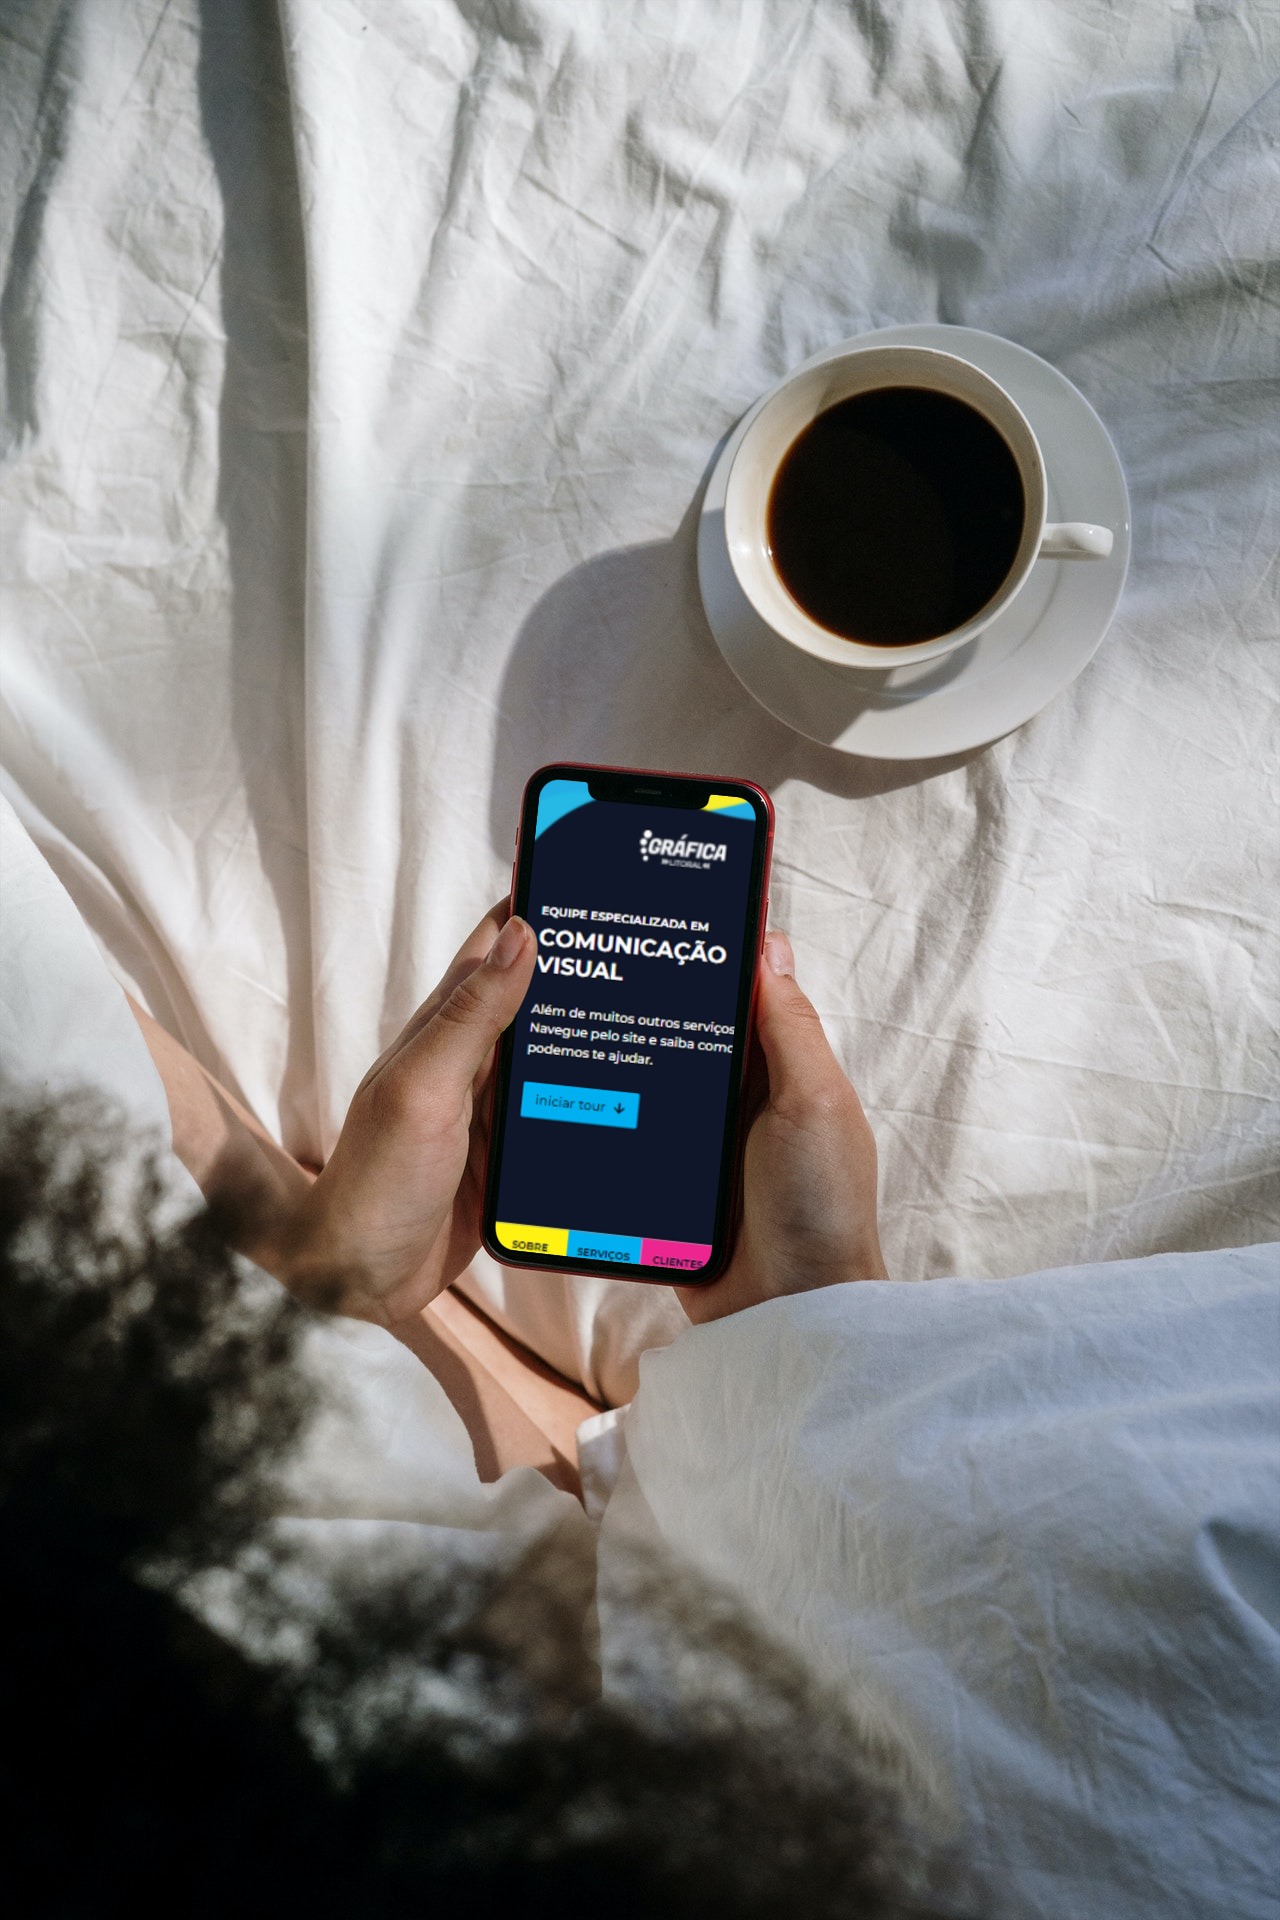 GRÁFICA
LITORAL
EQUIPE ESPECIALIZADA EM
COMUNICAÇÃO
VISUAL
Além de muitos outros serviços
Navegue pelo site e saiba como
podemos te ajudar.
iniciar tour
SOBRE
SERVIÇOS
CLIENTES